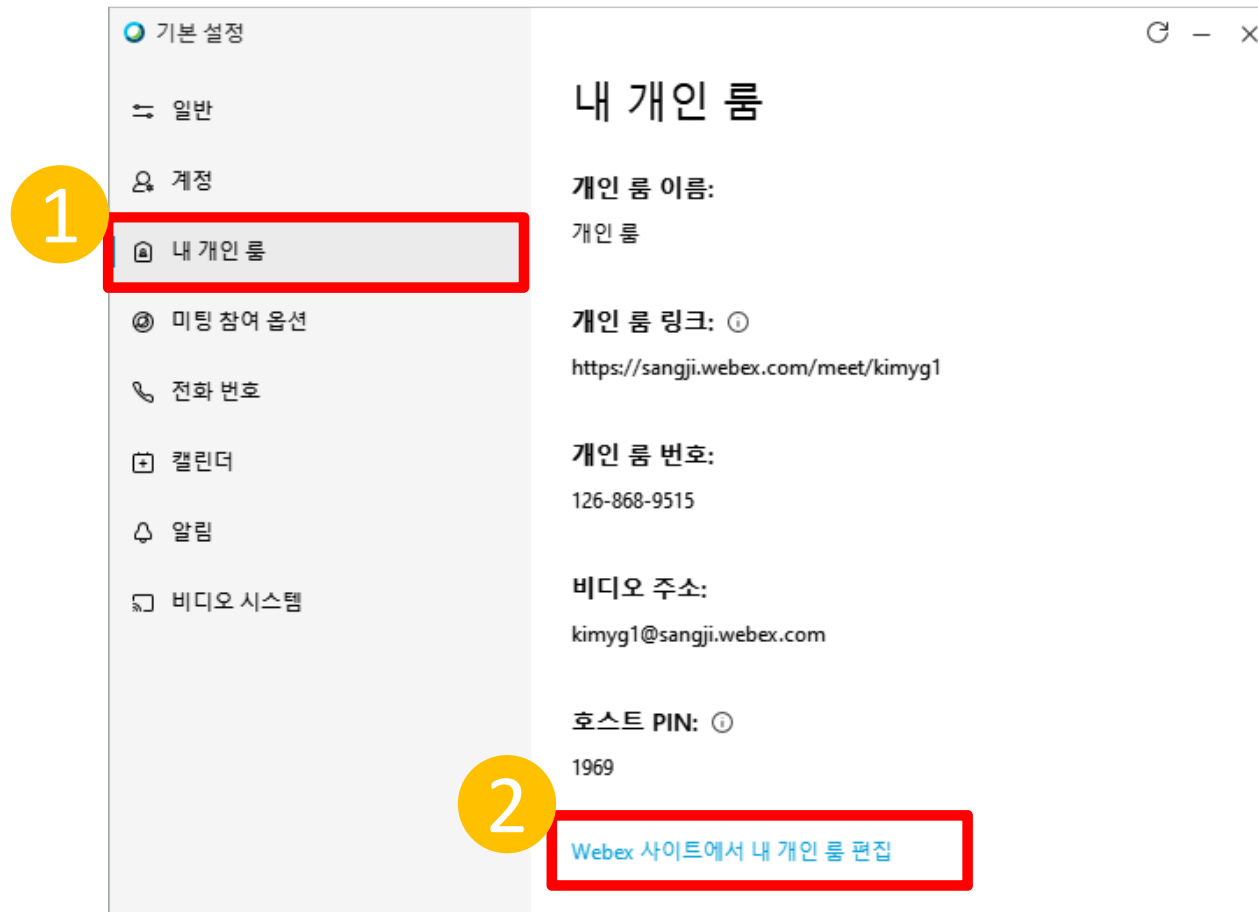 기본 설정
일반
계정
1
내 개인 룸
미팅 참여 옵션
전화 번호
캘린더
알림
비디오 시스템
내 개인 룸
개인 룸 이름:
개인 룸
개인 룸 링크:
https://sangji.webex.com/meet/kimyg1
개인 룸 번호:
126-868-9515
비디오 주소:
kimyg1@sangji.webex.com
호스트 PIN:
1969
2
Webex 사이트에서 내 개인 룸 편집